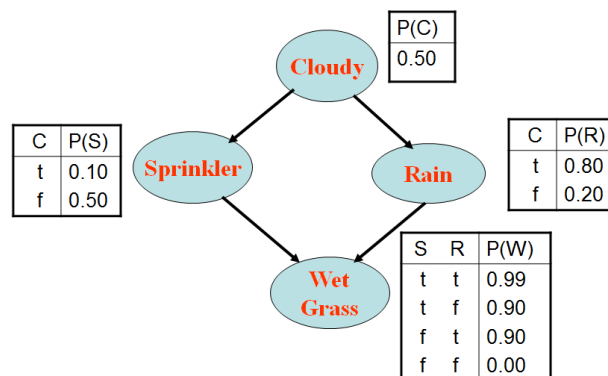 P(C)
0.50
Cloudy
C P(S)
t 0.10
f 0.50
Sprinkler
Rain
C P(R)
t 0.80
f 0.20
Wet
Grass
S R P(W)
t t 0.99
t f 0.90
f t 0.90
f f 0.00